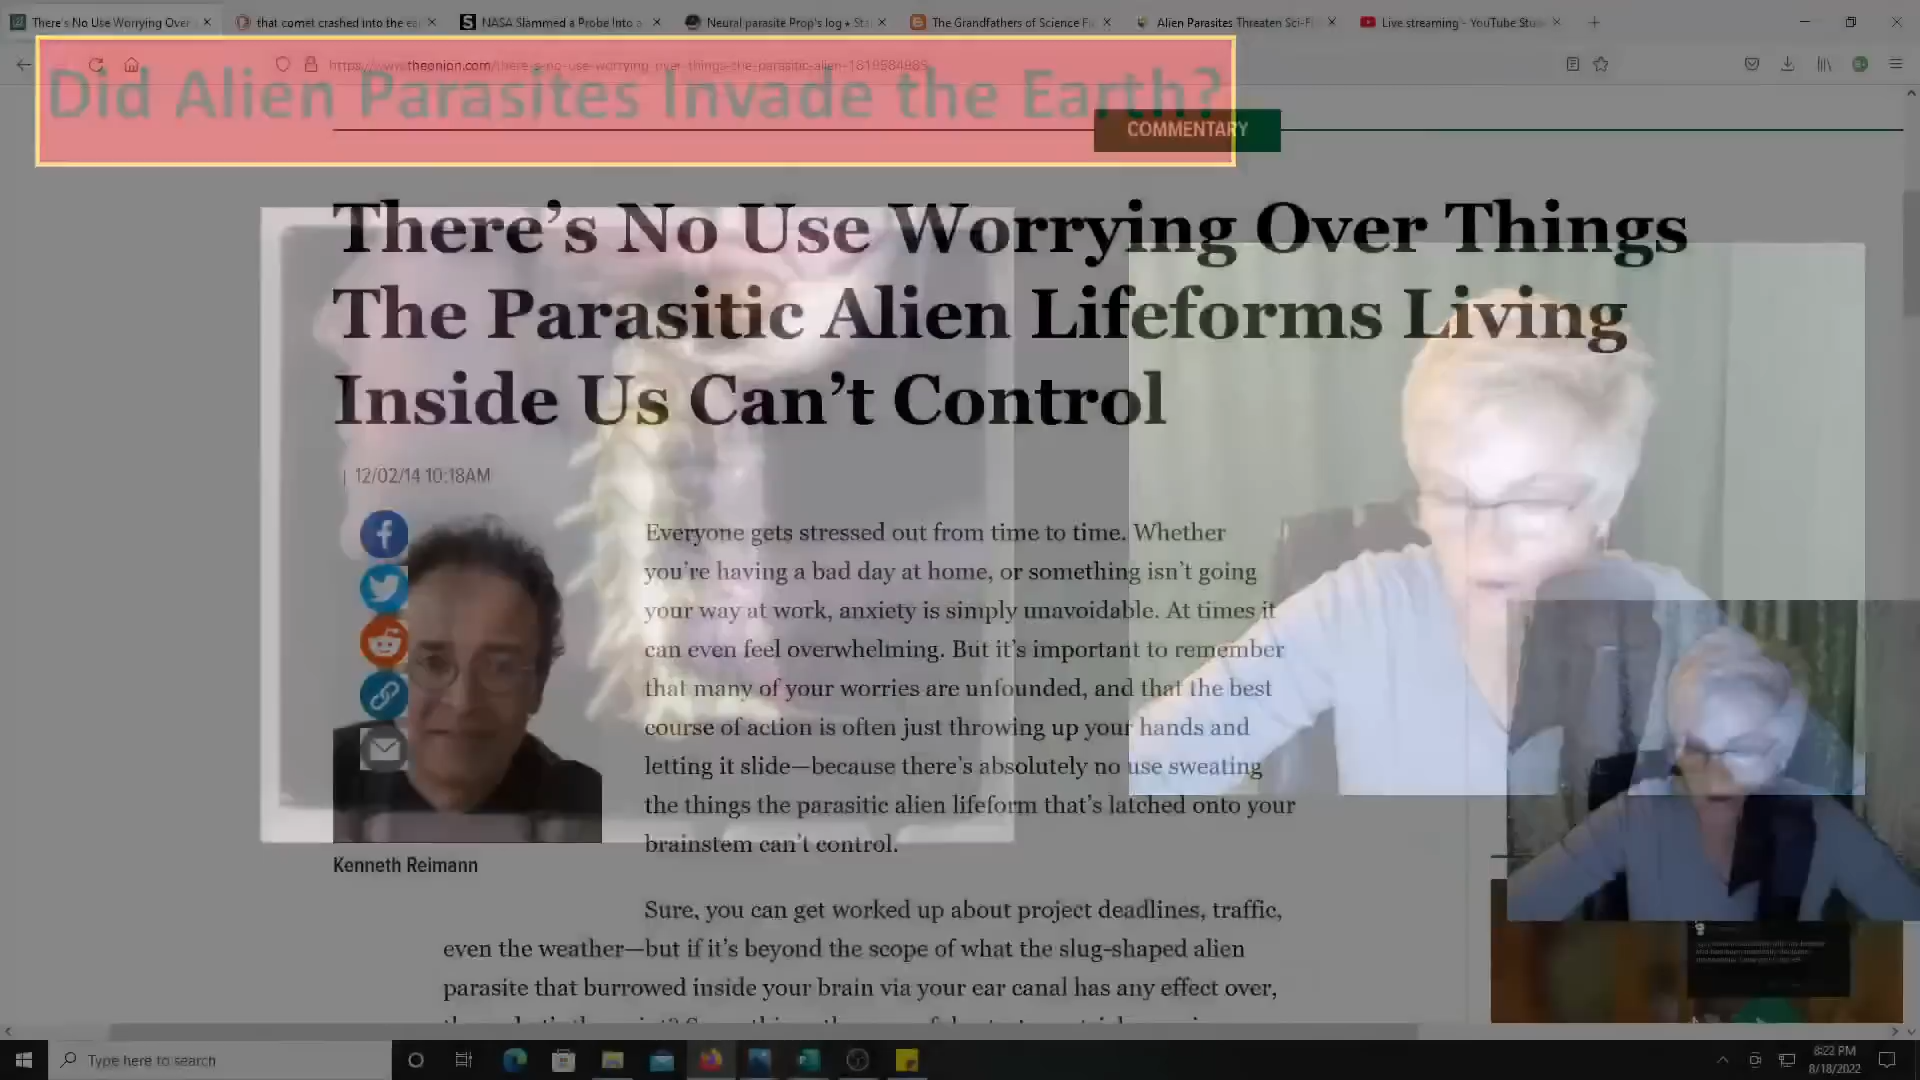 There's No Use Worrying Over
that comet crashed into the ea
NASA Slammed a Probe Into a
Neural parasite Prop's log • Sta
The Grandfathers of Science Fi
Alien Parasites Threaten Sci-Fi
Live streaming - YouTube Stu
https://www.theonion.com/there-s-no-use-worrying-over-things-the-parasitic-alien-1819584885
Did Alien Parasites Invade the Earth?
COMMENTARY
There's No Use Worrying Over Things
The Parasitic Alien Lifeforms Living
Inside Us Can't Control
12/02/14 10:18AM
Everyone gets stressed out from time to time. Whether
you're having a bad day at home, or something isn't going
your way at work, anxiety is simply unavoidable. At times it
can even feel overwhelming. But it's important to remember
that many of your worries are unfounded, and that the best
course of action is often just throwing up your hands and
letting it slide—because there's absolutely no use sweating
the things the parasitic alien lifeform that's latched onto your
brainstem can't control.
Kenneth Reimann
Sure, you can get worked up about project deadlines, traffic,
even the weather—but if it's beyond the scope of what the slug-shaped alien
parasite that burrowed inside your brain via your ear canal has any effect over,
Type here to search
8:22 PM
8/18/2022